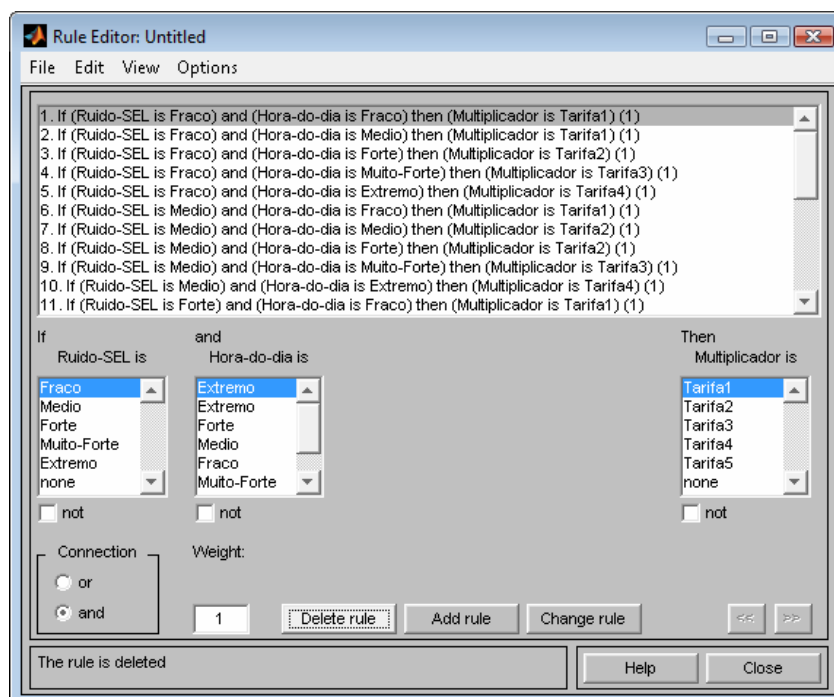 Rule Editor: Untitled
File Edit View Options
1. If (Ruido-SEL is Fraco) and (Hora-do-dia is Fraco) then (Multiplicador is Tarifa1) (1)
2. If (Ruido-SEL is Fraco) and (Hora-do-dia is Medio) then (Multiplicador is Tarifa1) (1)
3. If (Ruido-SEL is Fraco) and (Hora-do-dia is Forte) then (Multiplicador is Tarifa2) (1)
4. If (Ruido-SEL is Fraco) and (Hora-do-dia is Muito-Forte) then (Multiplicador is Tarifa3) (1)
5. If (Ruido-SEL is Fraco) and (Hora-do-dia is Extremo) then (Multiplicador is Tarifa4) (1)
6. If (Ruido-SEL is Medio) and (Hora-do-dia is Fraco) then (Multiplicador is Tarifa1) (1)
7. If (Ruido-SEL is Medio) and (Hora-do-dia is Medio) then (Multiplicador is Tarifa2) (1)
8. If (Ruido-SEL is Medio) and (Hora-do-dia is Forte) then (Multiplicador is Tarifa2) (1)
9. If (Ruido-SEL is Medio) and (Hora-do-dia is Muito-Forte) then (Multiplicador is Tarifa3) (1)
10. If (Ruido-SEL is Medio) and (Hora-do-dia is Extremo) then (Multiplicador is Tarifa4) (1)
11. If (Ruido-SEL is Forte) and (Hora-do-dia is Fraco) then (Multiplicador is Tarifa1) (1)
If
Ruido-SEL is
Fraco
Medio
Forte
Muito-Forte
Extremo
none
not
and
Hora-do-dia is
Extremo
Extremo
Forte
Medio
Fraco
Muito-Forte
not
Then
Multiplicador is
Tarifa1
Tarifa2
Tarifa3
Tarifa4
Tarifa5
none
not
Connection
or
and
Weight:
1
Delete rule
Add rule
Change rule
<<
>>
The rule is deleted
Help
Close